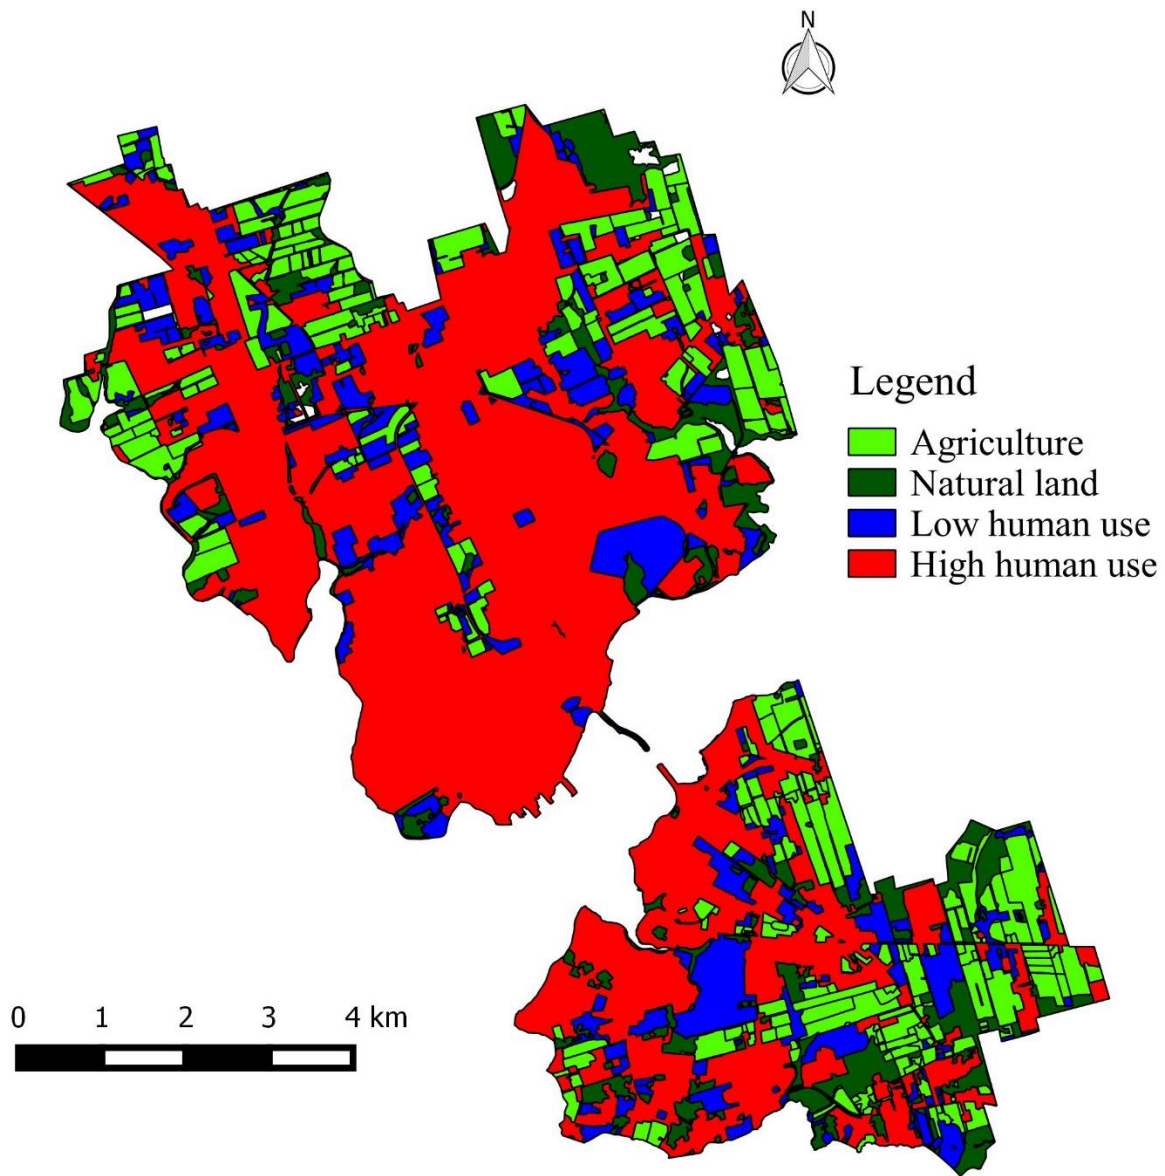 N
Legend
Agriculture
Natural land
Low human use
High human use
0 1 2 3 4 km